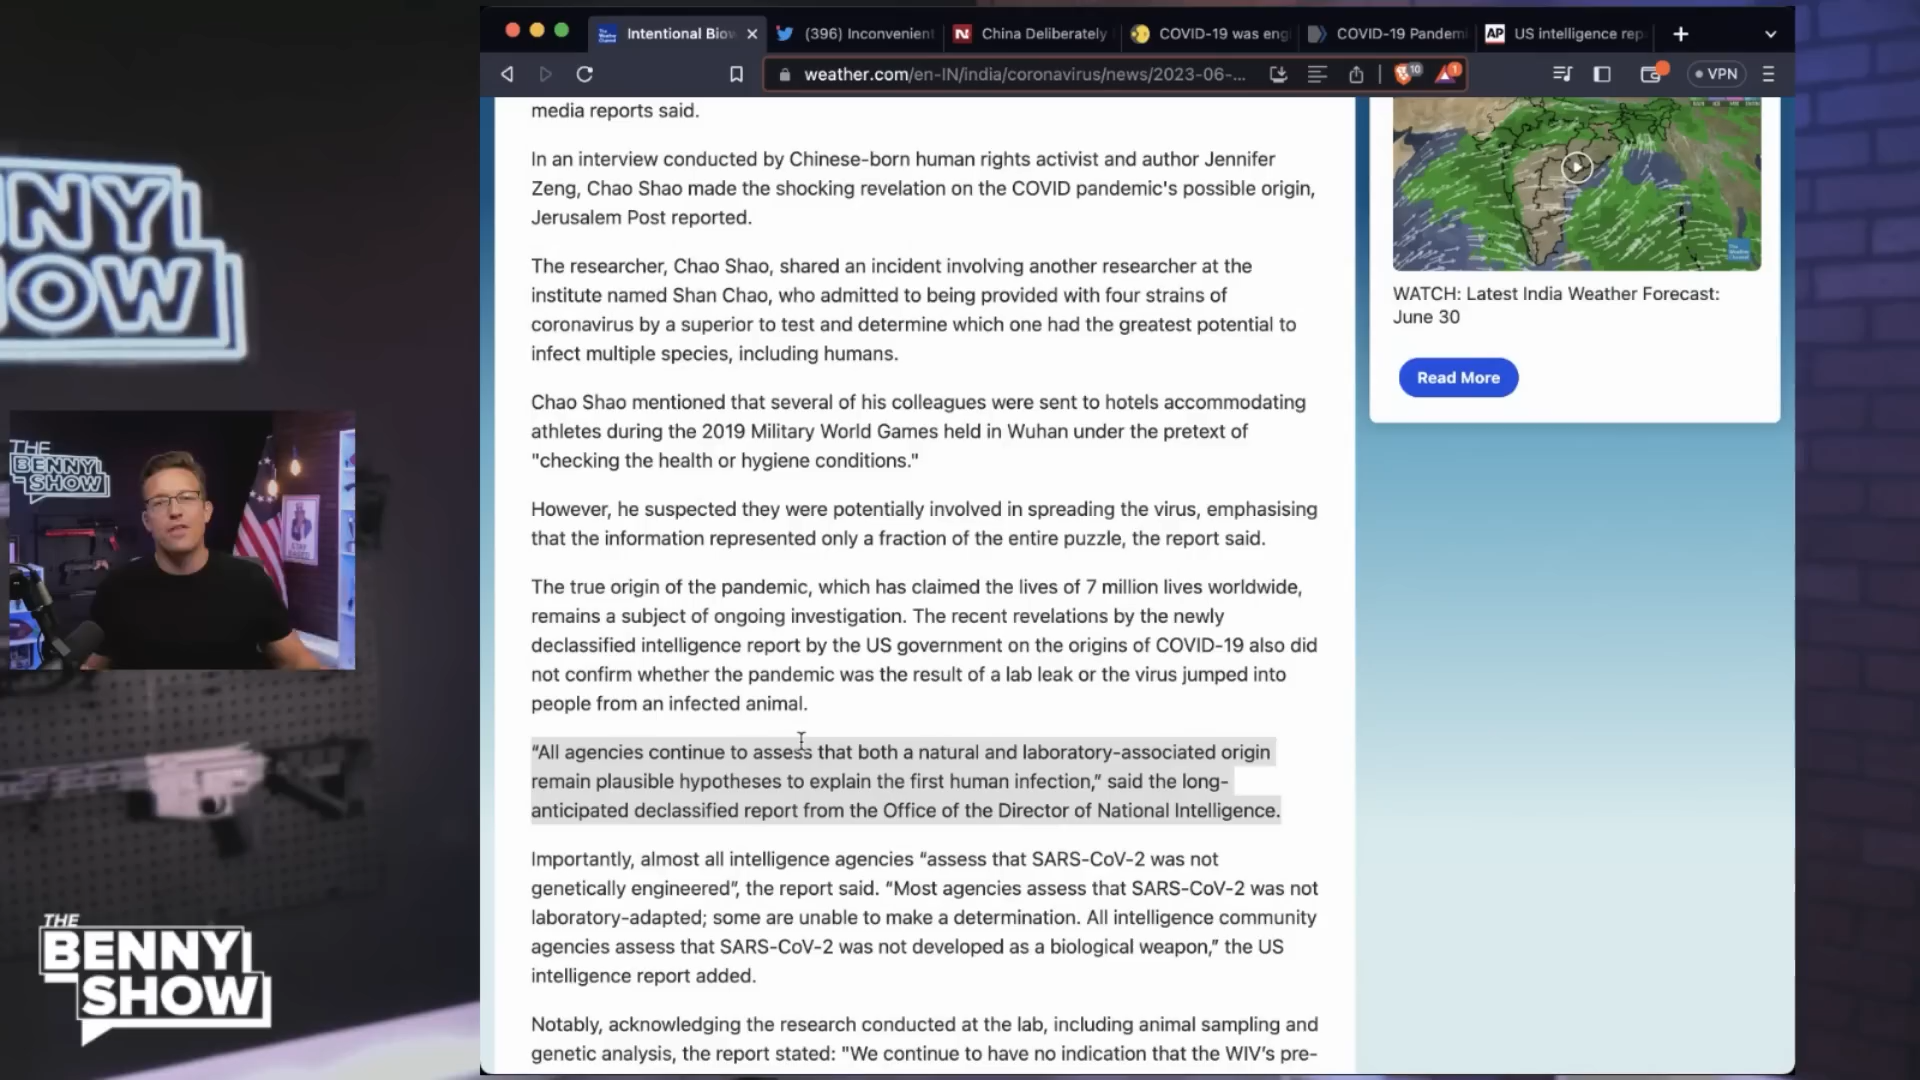 Intentional Biow
(396) Inconvenient
China Deliberately
COVID-19 was eng
COVID-19 Pandemi
AP
US intelligence rep
weather.com/en-IN/india/coronavirus/news/2023-06-...
10
1
VPN
media reports said.
In an interview conducted by Chinese-born human rights activist and author Jennifer
Zeng, Chao Shao made the shocking revelation on the COVID pandemic's possible origin,
Jerusalem Post reported.
The researcher, Chao Shao, shared an incident involving another researcher at the
institute named Shan Chao, who admitted to being provided with four strains of
coronavirus by a superior to test and determine which one had the greatest potential to
infect multiple species, including humans.
Chao Shao mentioned that several of his colleagues were sent to hotels accommodating
athletes during the 2019 Military World Games held in Wuhan under the pretext of
"checking the health or hygiene conditions."
However, he suspected they were potentially involved in spreading the virus, emphasising
that the information represented only a fraction of the entire puzzle, the report said.
The true origin of the pandemic, which has claimed the lives of 7 million lives worldwide,
remains a subject of ongoing investigation. The recent revelations by the newly
declassified intelligence report by the US government on the origins of COVID-19 also did
not confirm whether the pandemic was the result of a lab leak or the virus jumped into
people from an infected animal.
“All agencies continue to assess that both a natural and laboratory-associated origin
remain plausible hypotheses to explain the first human infection,” said the long-
anticipated declassified report from the Office of the Director of National Intelligence.
Importantly, almost all intelligence agencies “assess that SARS-CoV-2 was not
genetically engineered”, the report said. “Most agencies assess that SARS-CoV-2 was not
laboratory-adapted; some are unable to make a determination. All intelligence community
agencies assess that SARS-CoV-2 was not developed as a biological weapon,” the US
intelligence report added.
Notably, acknowledging the research conducted at the lab, including animal sampling and
genetic analysis, the report stated: "We continue to have no indication that the WIV’s pre-
WATCH: Latest India Weather Forecast:
June 30
Read More
NNY
HOW
THE
BENNY
SHOW
THE
BENNY
SHOW